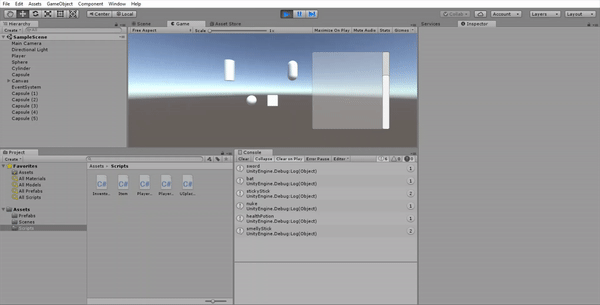 File Edit Assets GameObject Component Window Help
Center Local
Collab Account Layers Layout
Hierarchy
Create
SampleScene
Main Camera
Directional Light
Player
Sphere
Cylinder
Capsule
Canvas
EventSystem
Capsule (1)
Capsule (2)
Capsule (3)
Capsule (4)
Capsule (5)
Scene Game Asset Store
Free Aspect Scale 1x Maximise On Play Mute Audio Stats Gizmos
Services Inspector
Project
Create
Favorites
Assets
All Materials
All Models
All Prefabs
All Scripts
Assets
Prefabs
Scenes
Scripts
Assets Scripts
C# C# C# C# C#
Invento.. Item Player.. Player..
Console
Clear Collapse Clear on Play Error Pause Editor
sword
UnityEngine.Debug:Log(Object)
1
bat
UnityEngine.Debug:Log(Object)
1
stickyStick
UnityEngine.Debug:Log(Object)
2
nuke
UnityEngine.Debug:Log(Object)
1
healthPotion
UnityEngine.Debug:Log(Object)
1
smellyStick
UnityEngine.Debug:Log(Object)
2